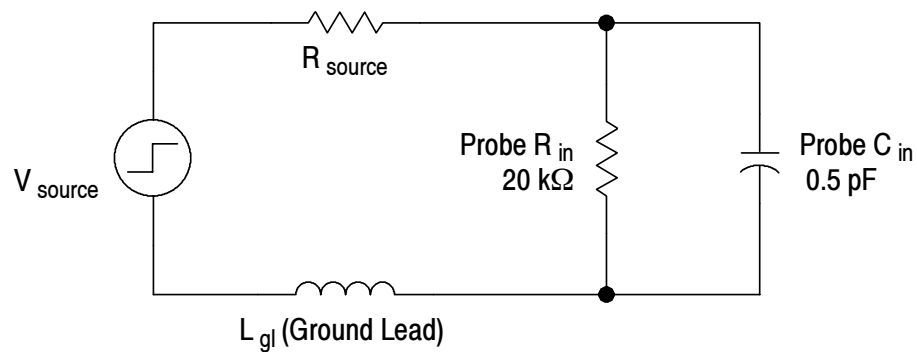 R source
Probe R in
20 kΩ
Probe C in
0.5 pF
V source
L gl (Ground Lead)